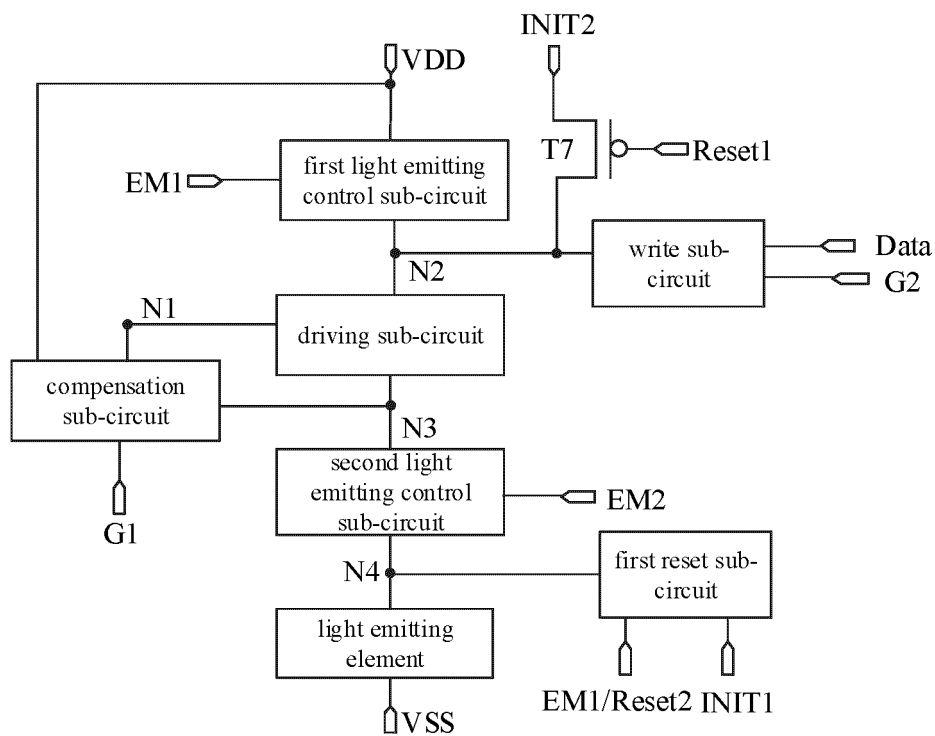 INIT2
VDD
T7
Reset1
first light emitting
control sub-circuit
EM1
write sub-
circuit
Data
G2
N2
N1
driving sub-circuit
compensation
sub-circuit
N3
G1
second light
emitting control
sub-circuit
EM2
N4
first reset sub-
circuit
light emitting
element
EM1/Reset2
INIT1
VSS